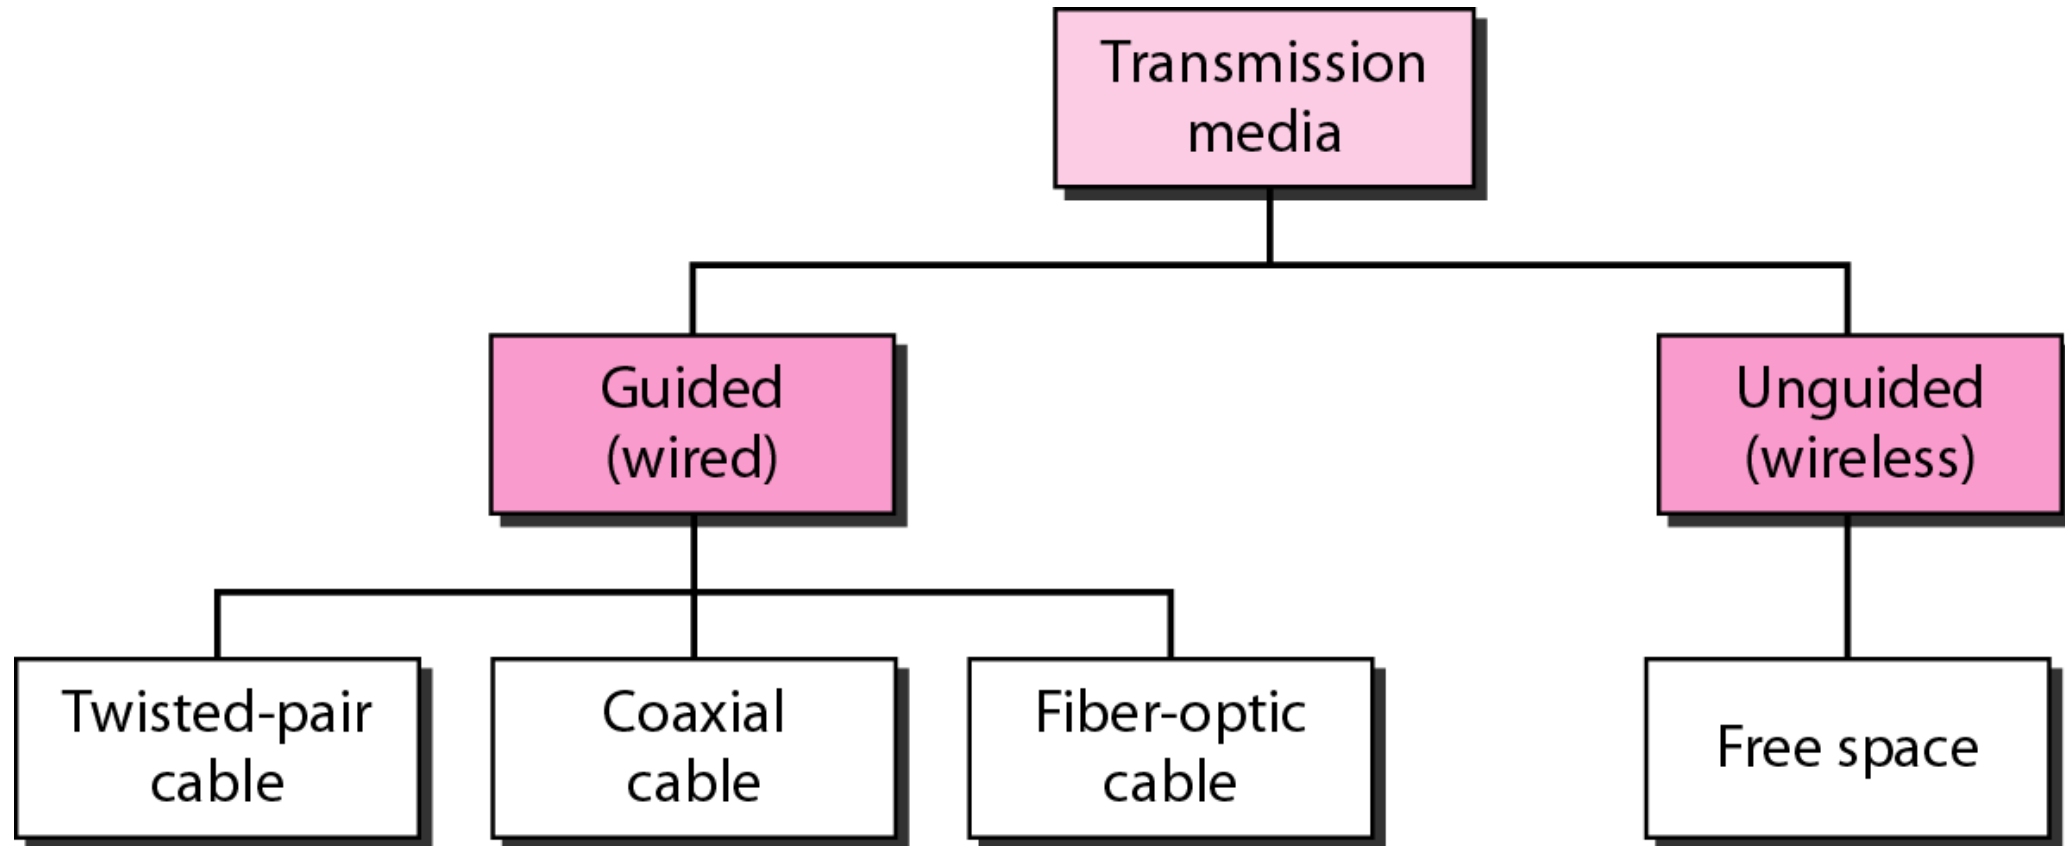 Transmission
media
Guided
(wired)
Unguided
(wireless)
Twisted-pair
cable
Coaxial
cable
Fiber-optic
cable
Free space